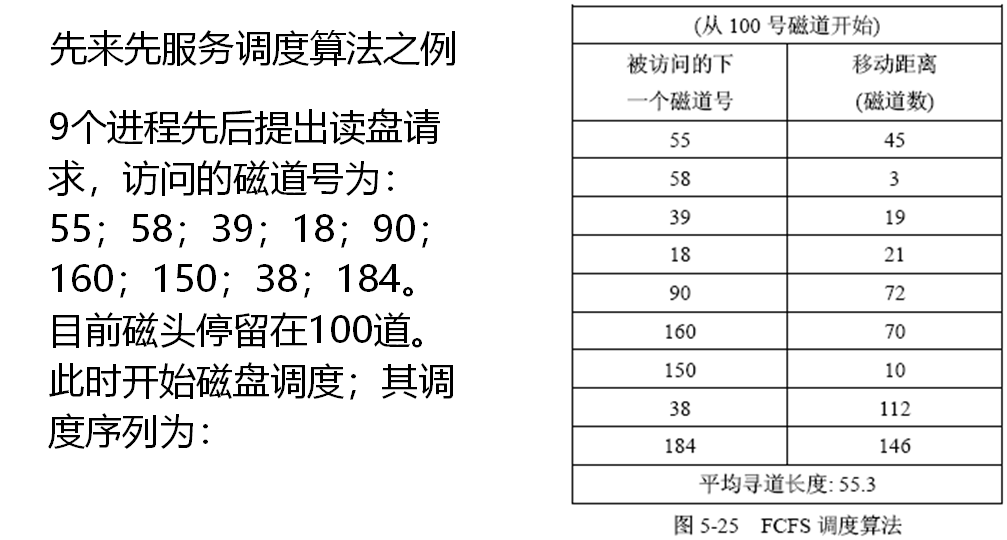 先来先服务调度算法之例
9个进程先后提出读盘请
求，访问的磁道号为：
55；58；39；18；90；
160；150；38；184。
目前磁头停留在100道。
此时开始磁盘调度；其调
度序列为：
(从 100 号磁道开始)
被访问的下
一个磁道号
移动距离
(磁道数)
55 45
58 3
39 19
18 21
90 72
160 70
150 10
38 112
184 146
平均寻道长度: 55.3
图 5-25 FCFS 调度算法